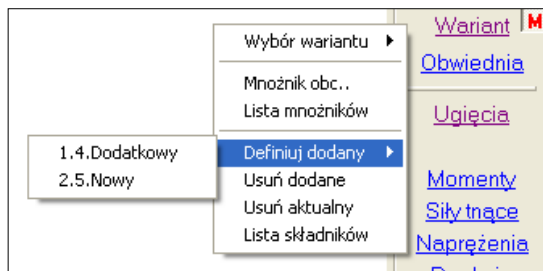 Wybór wariantu
Mnożnik obc..
Lista mnożników
Definiuj dodany
Usuń dodane
Usuń aktualny
Lista składników
1.4.Dodatkowy
2.5.Nowy
Wariant
M
Obwiednia
Ugięcia
Momenty
Siły tnące
Naprężenia